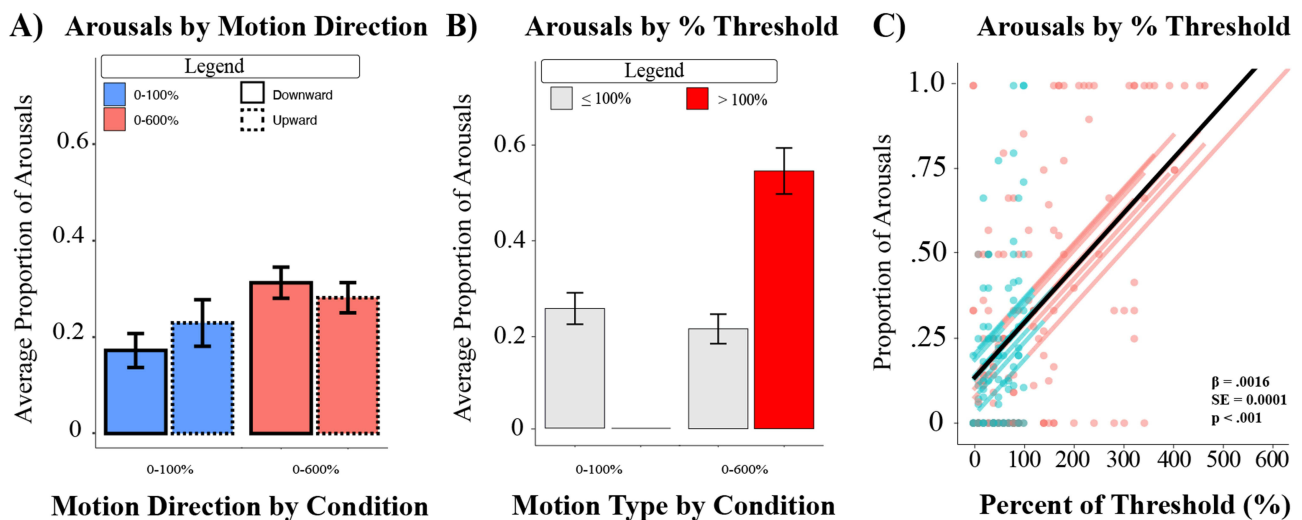 A) Arousals by Motion Direction
Legend
0-100% Downward
0-600% Upward
Average Proportion of Arousals
0.6
0.4
0.2
0
0-100% 0-600%
Motion Direction by Condition
B) Arousals by % Threshold
Legend
≤ 100% > 100%
Average Proportion of Arousals
0.6
0.4
0.2
0
0-100% 0-600%
Motion Type by Condition
C) Arousals by % Threshold
Proportion of Arousals
1.0
.75
.50
.25
0
β = .0016
SE = 0.0001
p < .001
0 100 200 300 400 500 600
Percent of Threshold (%)